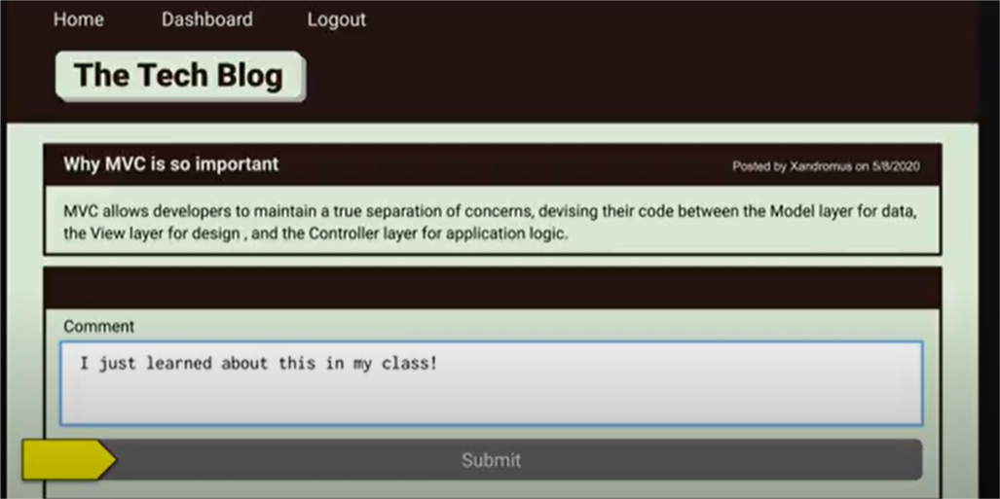 Home Dashboard Logout
The Tech Blog
Why MVC is so important Posted by Xandromus on 5/8/2020
MVC allows developers to maintain a true separation of concerns, devising their code between the Model layer for data,
the View layer for design , and the Controller layer for application logic.
Comment
I just learned about this in my class!
Submit